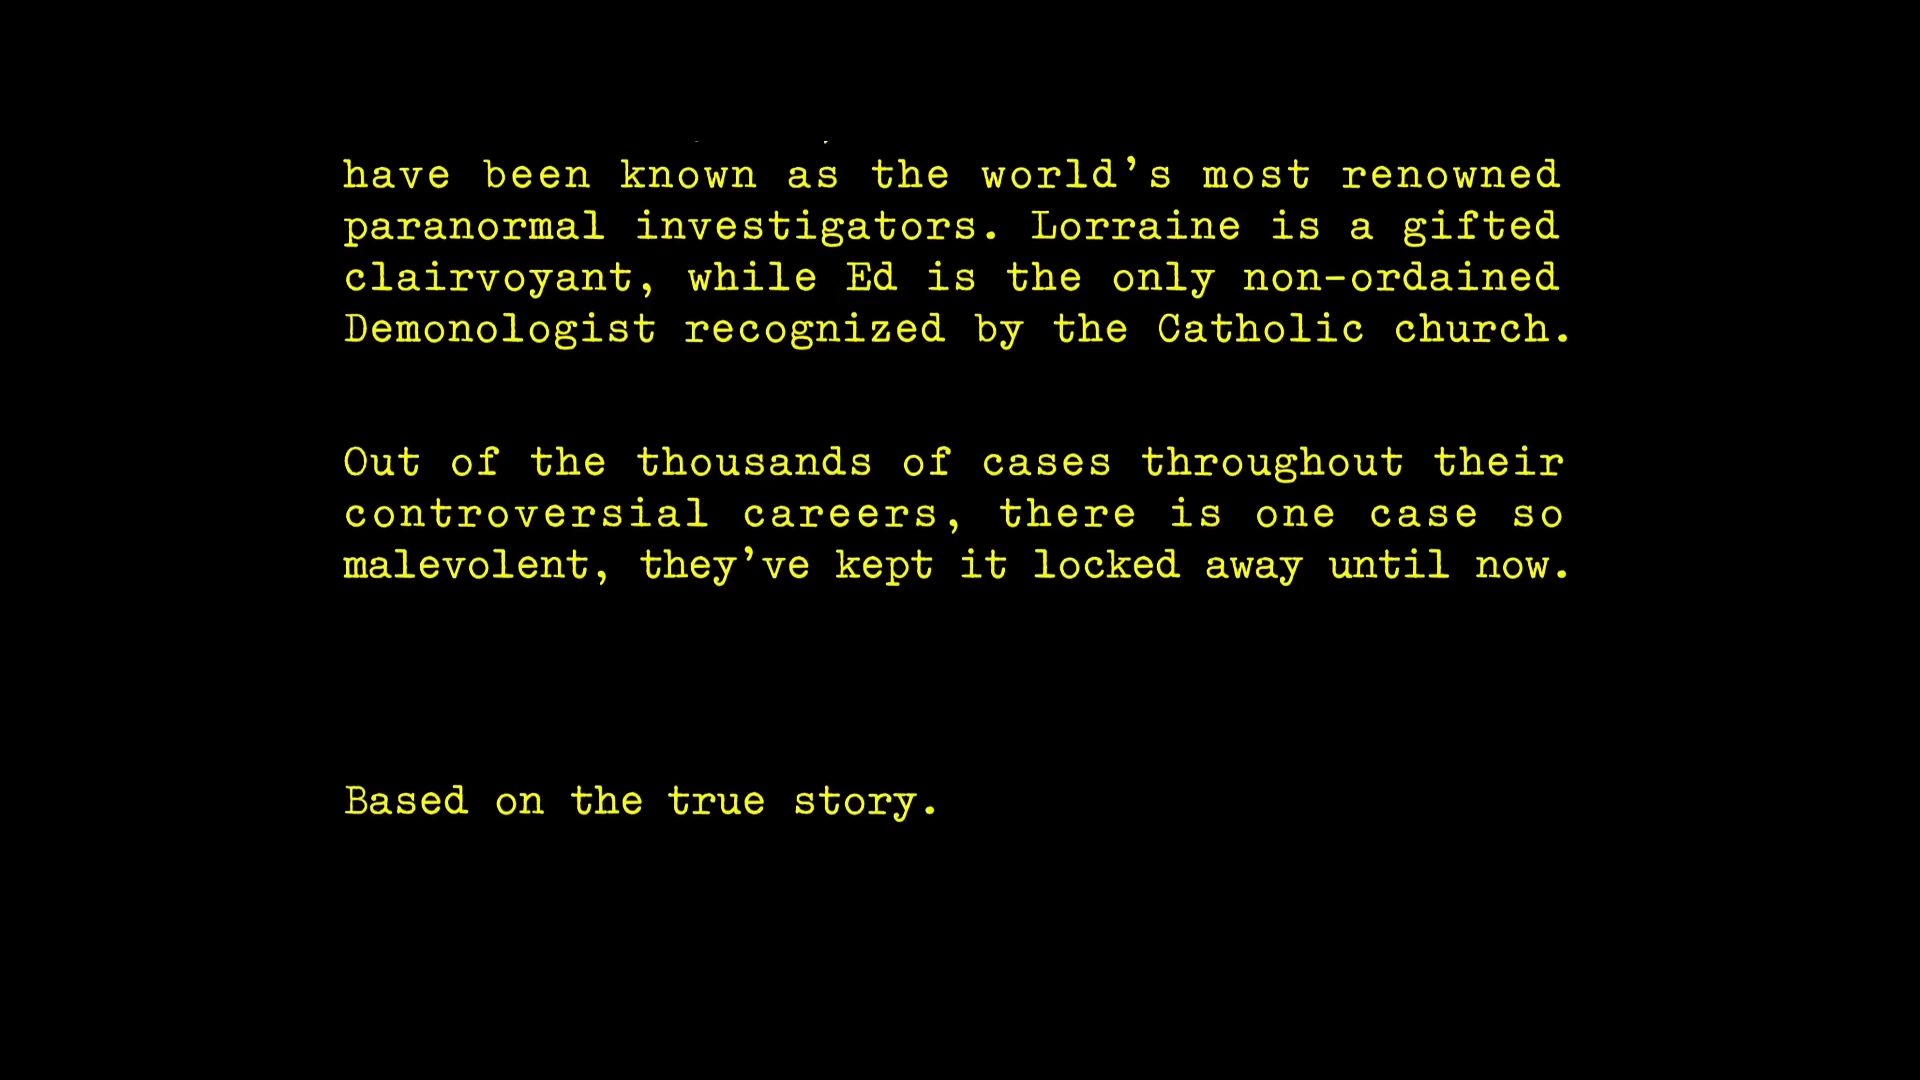 have been known as the world's most renowned
paranormal investigators. Lorraine is a gifted
clairvoyant, while Ed is the only non-ordained
Demonologist recognized by the Catholic church.
Out of the thousands of cases throughout their
controversial careers, there is one case so
malevolent, they've kept it locked away until now.
Based on the true story.